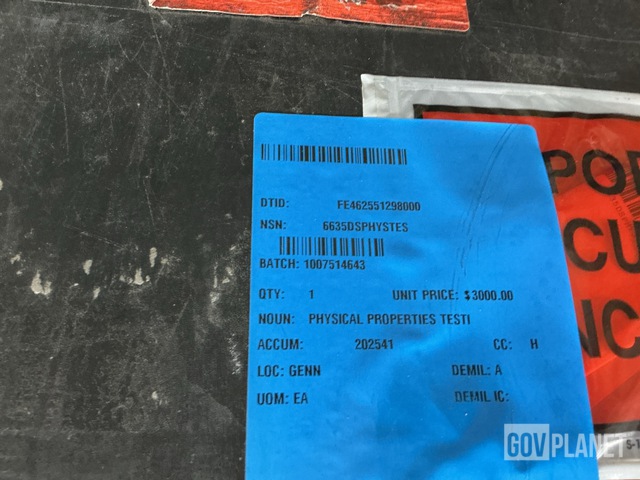 DTID: FE462551298000
NSN: 6635DSPHYSTES
BATCH: 1007514643
QTY: 1 UNIT PRICE: $3000.00
NOUN: PHYSICAL PROPERTIES TESTI
ACCUM: 202541 CC: H
LOC: GENN DEMIL: A
UOM: EA DEMIL IC:
POR
CU
NC
GOVPLANET